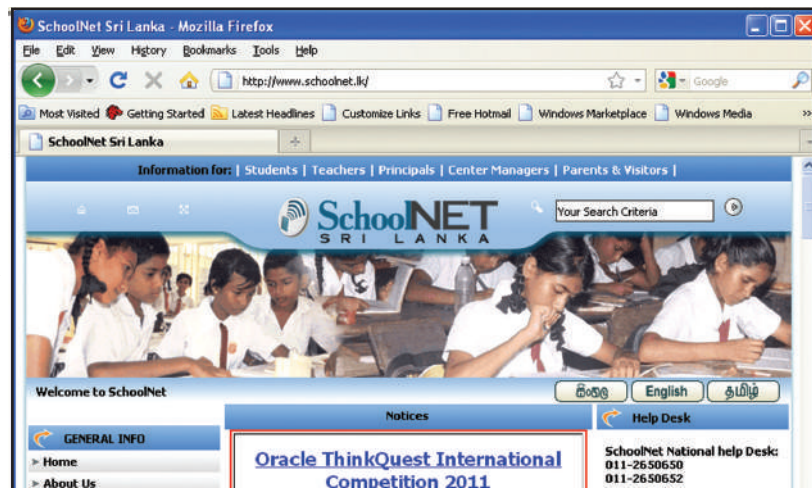 SchoolNet Sri Lanka - Mozilla Firefox
File Edit View History Bookmarks Tools Help
http://www.schoolnet.lk/
Google
Most Visited Getting Started Latest Headlines Customize Links Free Hotmail Windows Marketplace Windows Media
SchoolNet Sri Lanka
Information for: | Students | Teachers | Principals | Center Managers | Parents & Visitors |
SchoolNET
SRI LANKA
Your Search Criteria
Welcome to SchoolNet
සිංහල English தமிழ்
Notices
Help Desk
GENERAL INFO
Home
About Us
Oracle ThinkQuest International
Competition 2011
SchoolNet National help Desk:
011-2650650
011-2650652